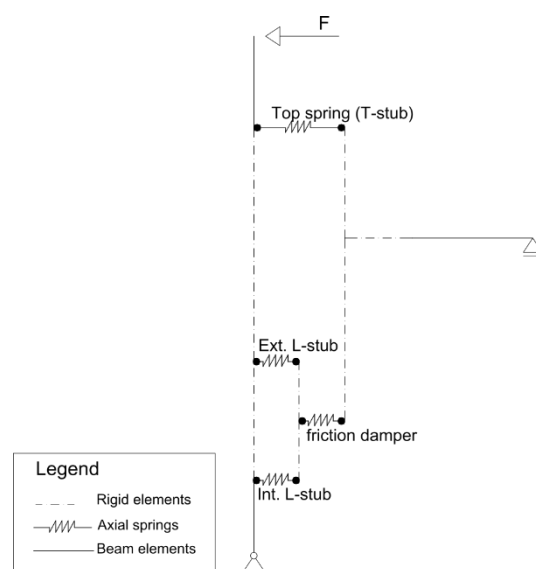 F
Top spring (T-stub)
Ext. L-stub
friction damper
Int. L-stub
Legend
Rigid elements
Axial springs
Beam elements